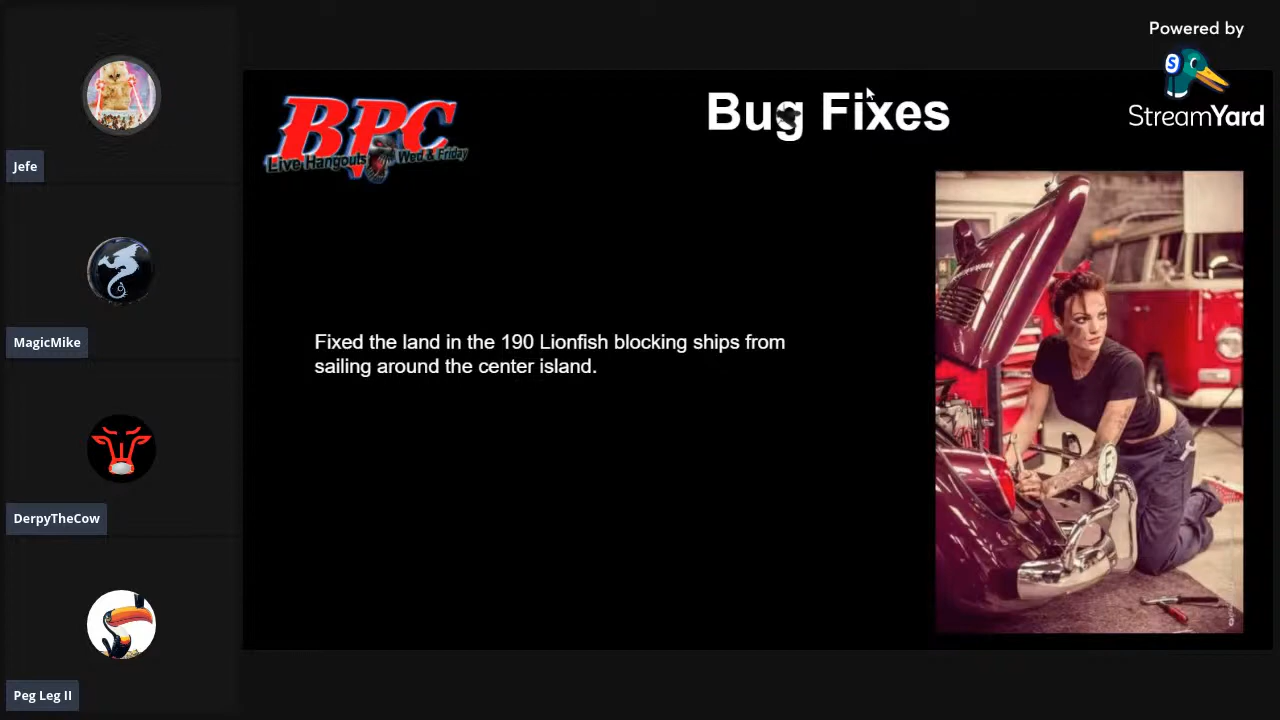 Powered by
StreamYard
BPC
Live Hangouts Wed & Friday
Bug Fixes
Fixed the land in the 190 Lionfish blocking ships from
sailing around the center island.
Jefe
MagicMike
DerpyTheCow
Peg Leg II